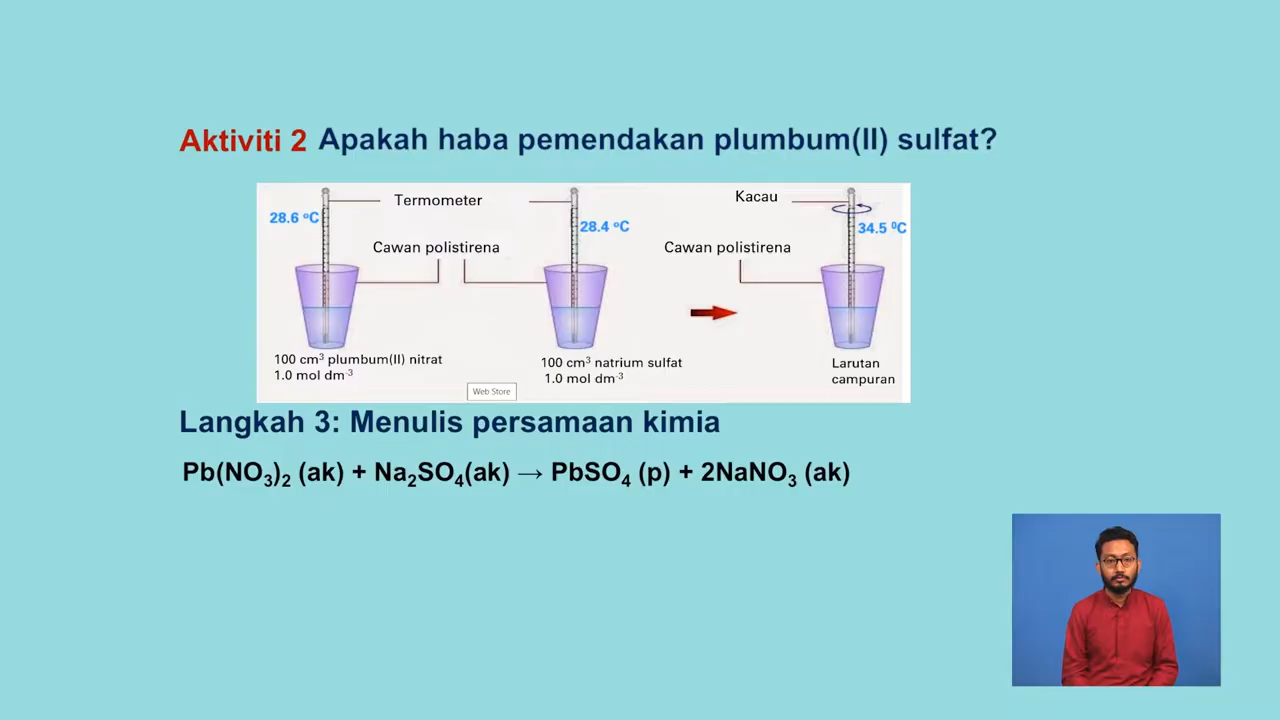 Aktiviti 2 Apakah haba pemendakan plumbum(II) sulfat?
Termometer
Kacau
28.6 ᵒC
28.4 ᵒC
34.5 ⁰C
Cawan polistirena
Cawan polistirena
100 cm³ plumbum(II) nitrat
1.0 mol dm⁻³
100 cm³ natrium sulfat
1.0 mol dm⁻³
Larutan
campuran
Web Store
Langkah 3: Menulis persamaan kimia
Pb(NO₃)₂ (ak) + Na₂SO₄(ak) → PbSO₄ (p) + 2NaNO₃ (ak)